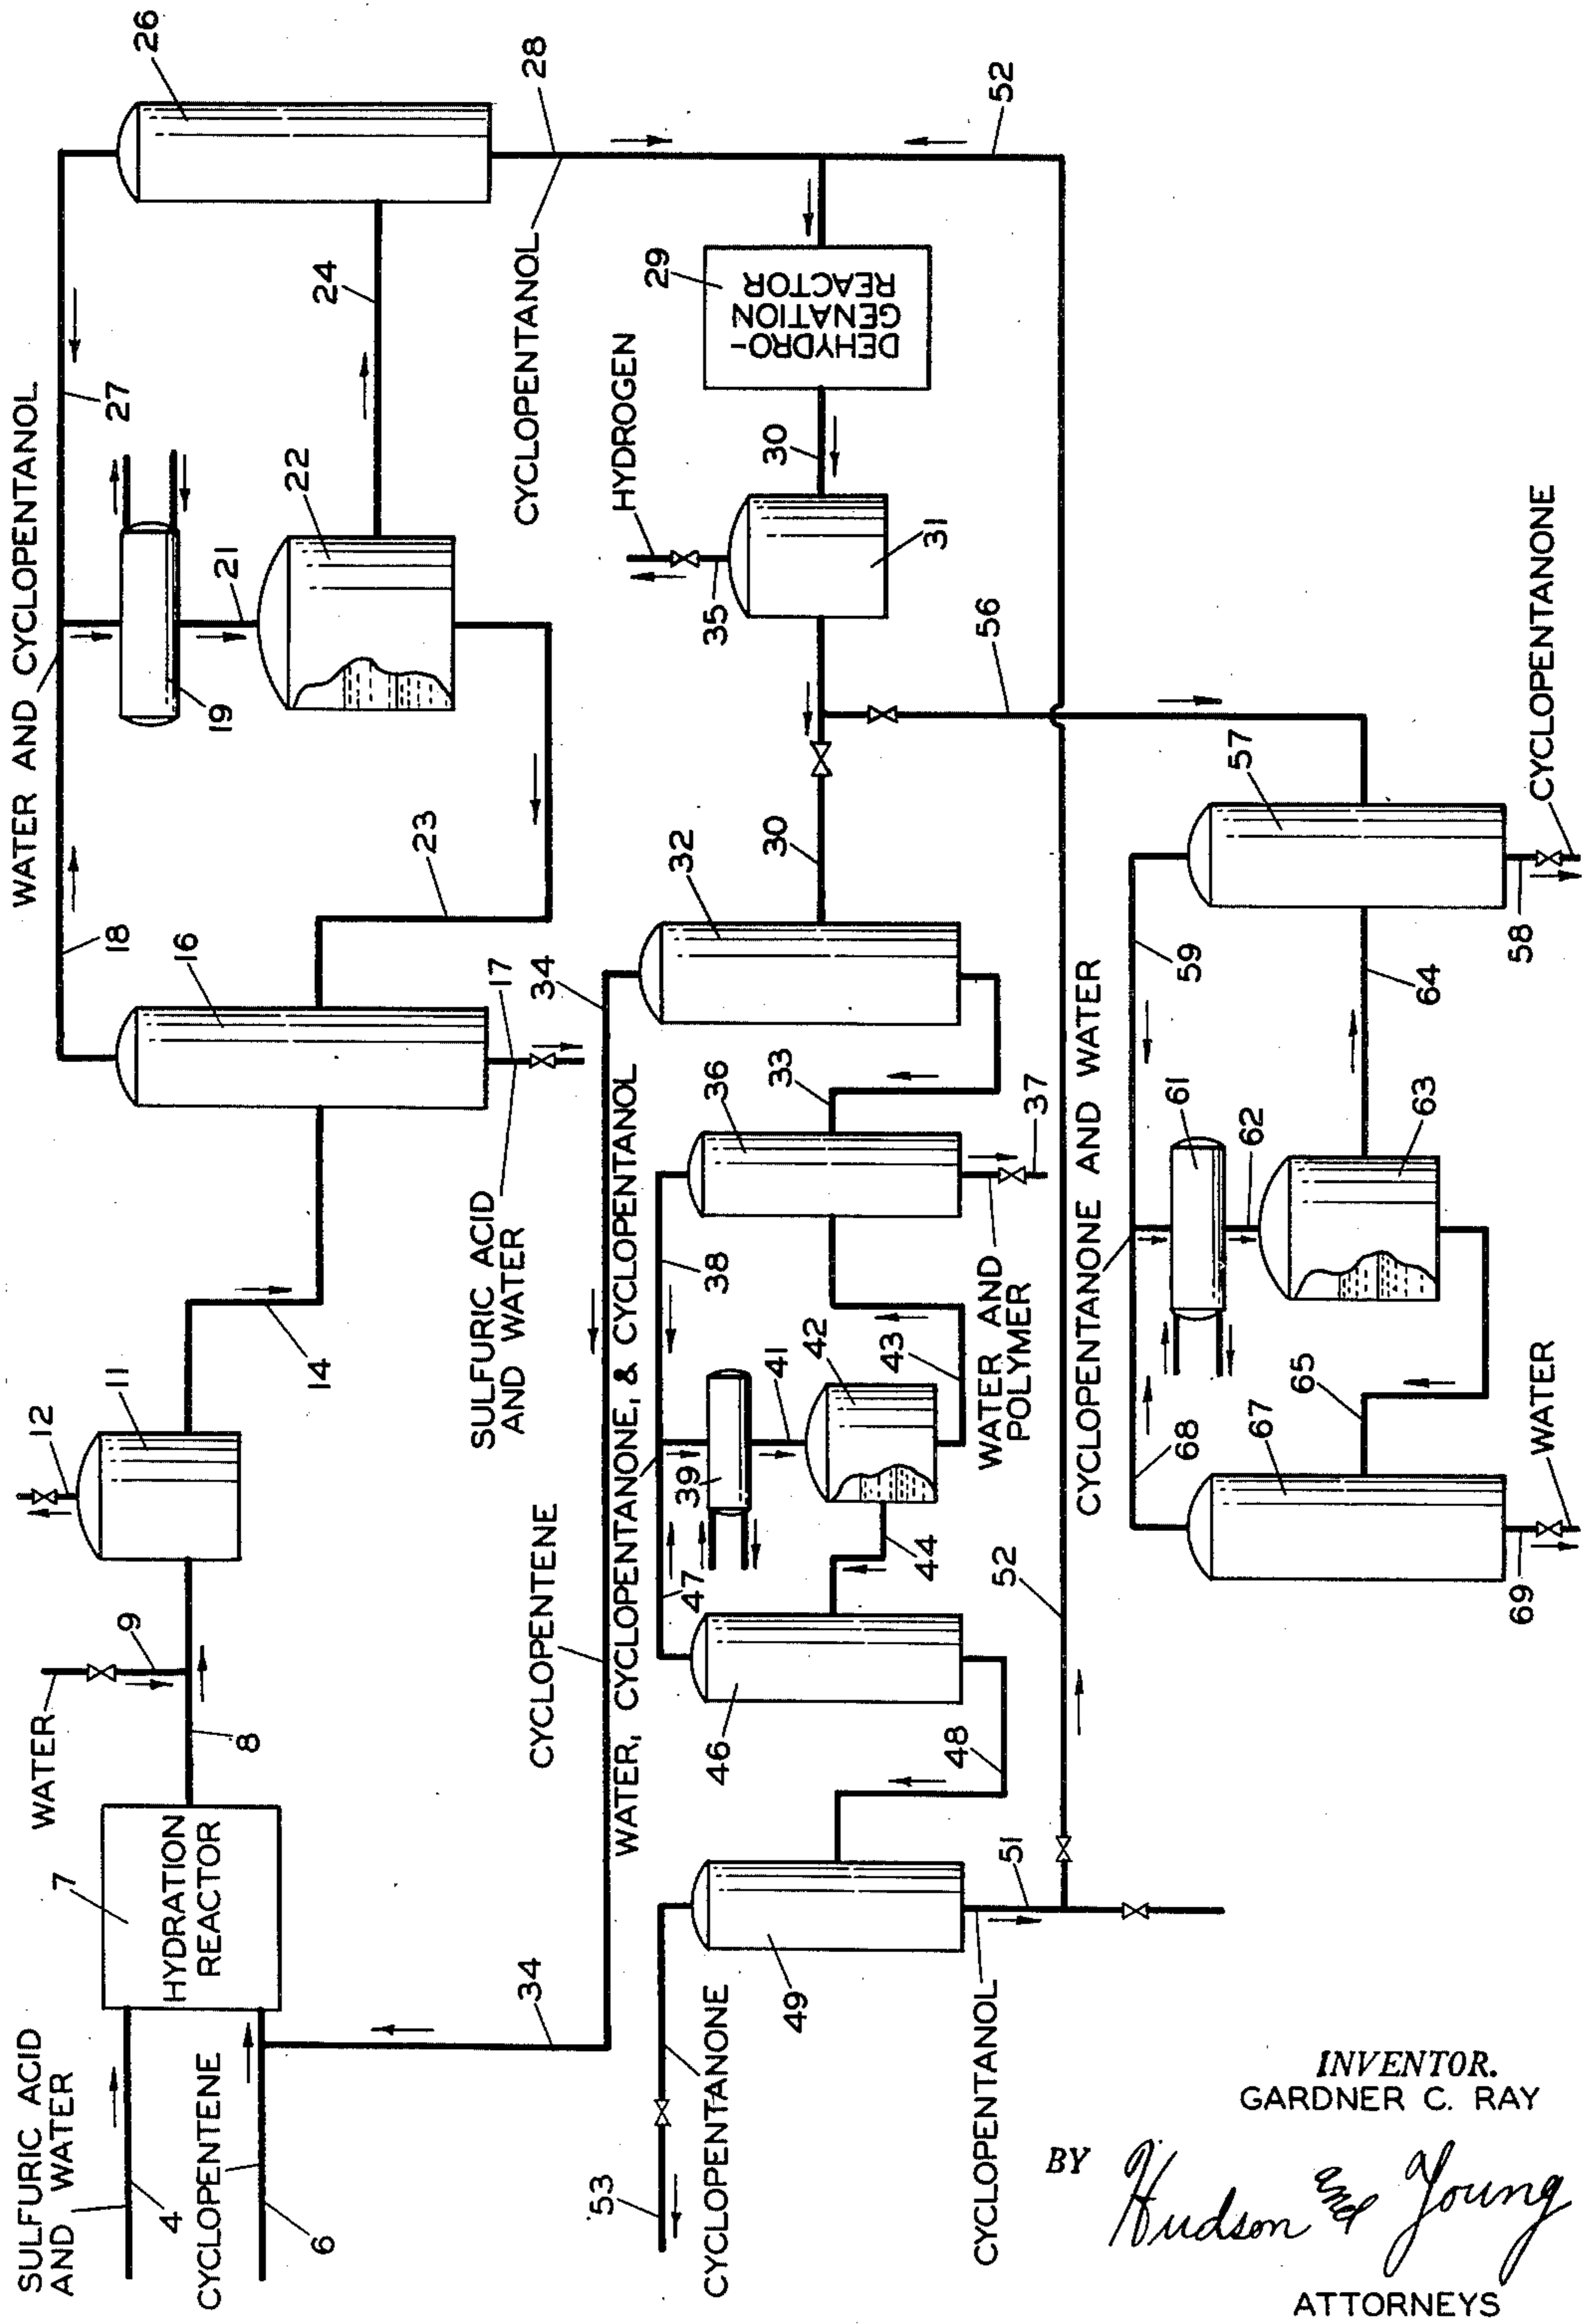 SULFURIC ACID
AND WATER
4
CYCLOPENTENE
6
7
HYDRATION
REACTOR
WATER
8
9
12
11
14
WATER AND CYCLOPENTANOL
18
16
17
SULFURIC ACID
AND WATER
27
19
21
22
23
24
26
28
CYCLOPENTANOL
52
29
DEHYDRO-
GENATION
REACTOR
HYDROGEN
30
31
35
56
30
32
34
33
36
37
WATER AND
POLYMER
38
39
41
42
43
44
CYCLOPENTENE
WATER, CYCLOPENTANONE, & CYCLOPENTANOL
34
47
46
48
49
51
52
53
CYCLOPENTANONE
CYCLOPENTANOL
CYCLOPENTANONE AND WATER
57
58
CYCLOPENTANONE
59
61
62
63
64
65
67
68
69
WATER
INVENTOR.
GARDNER C. RAY
BY Hudson and Young
ATTORNEYS